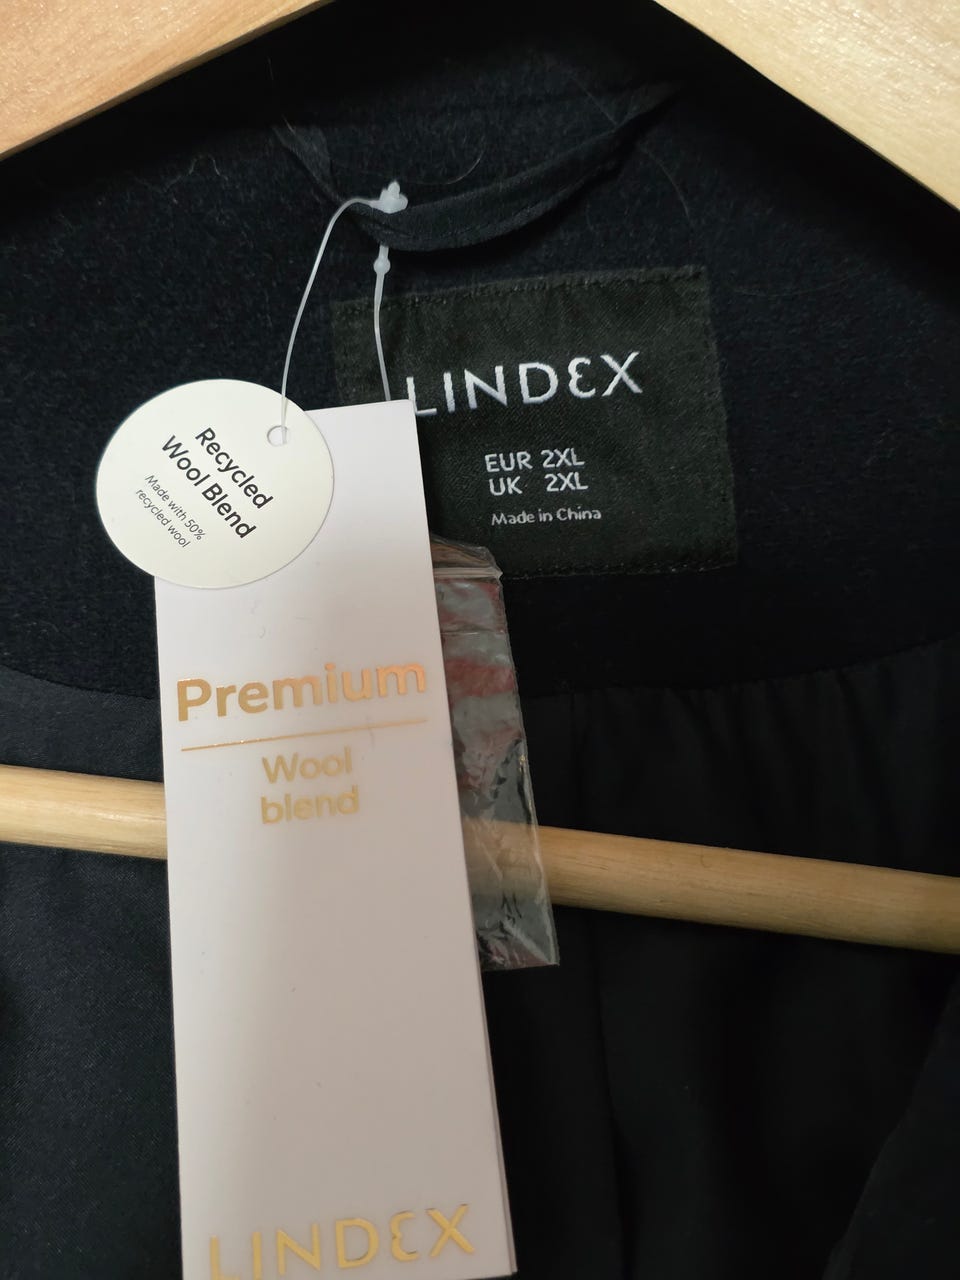 LINDEX
EUR 2XL
UK 2XL
Made in China
Recycled
Wool Blend
Made with 50%
recycled wool
Premium
Wool
blend
LINDEX